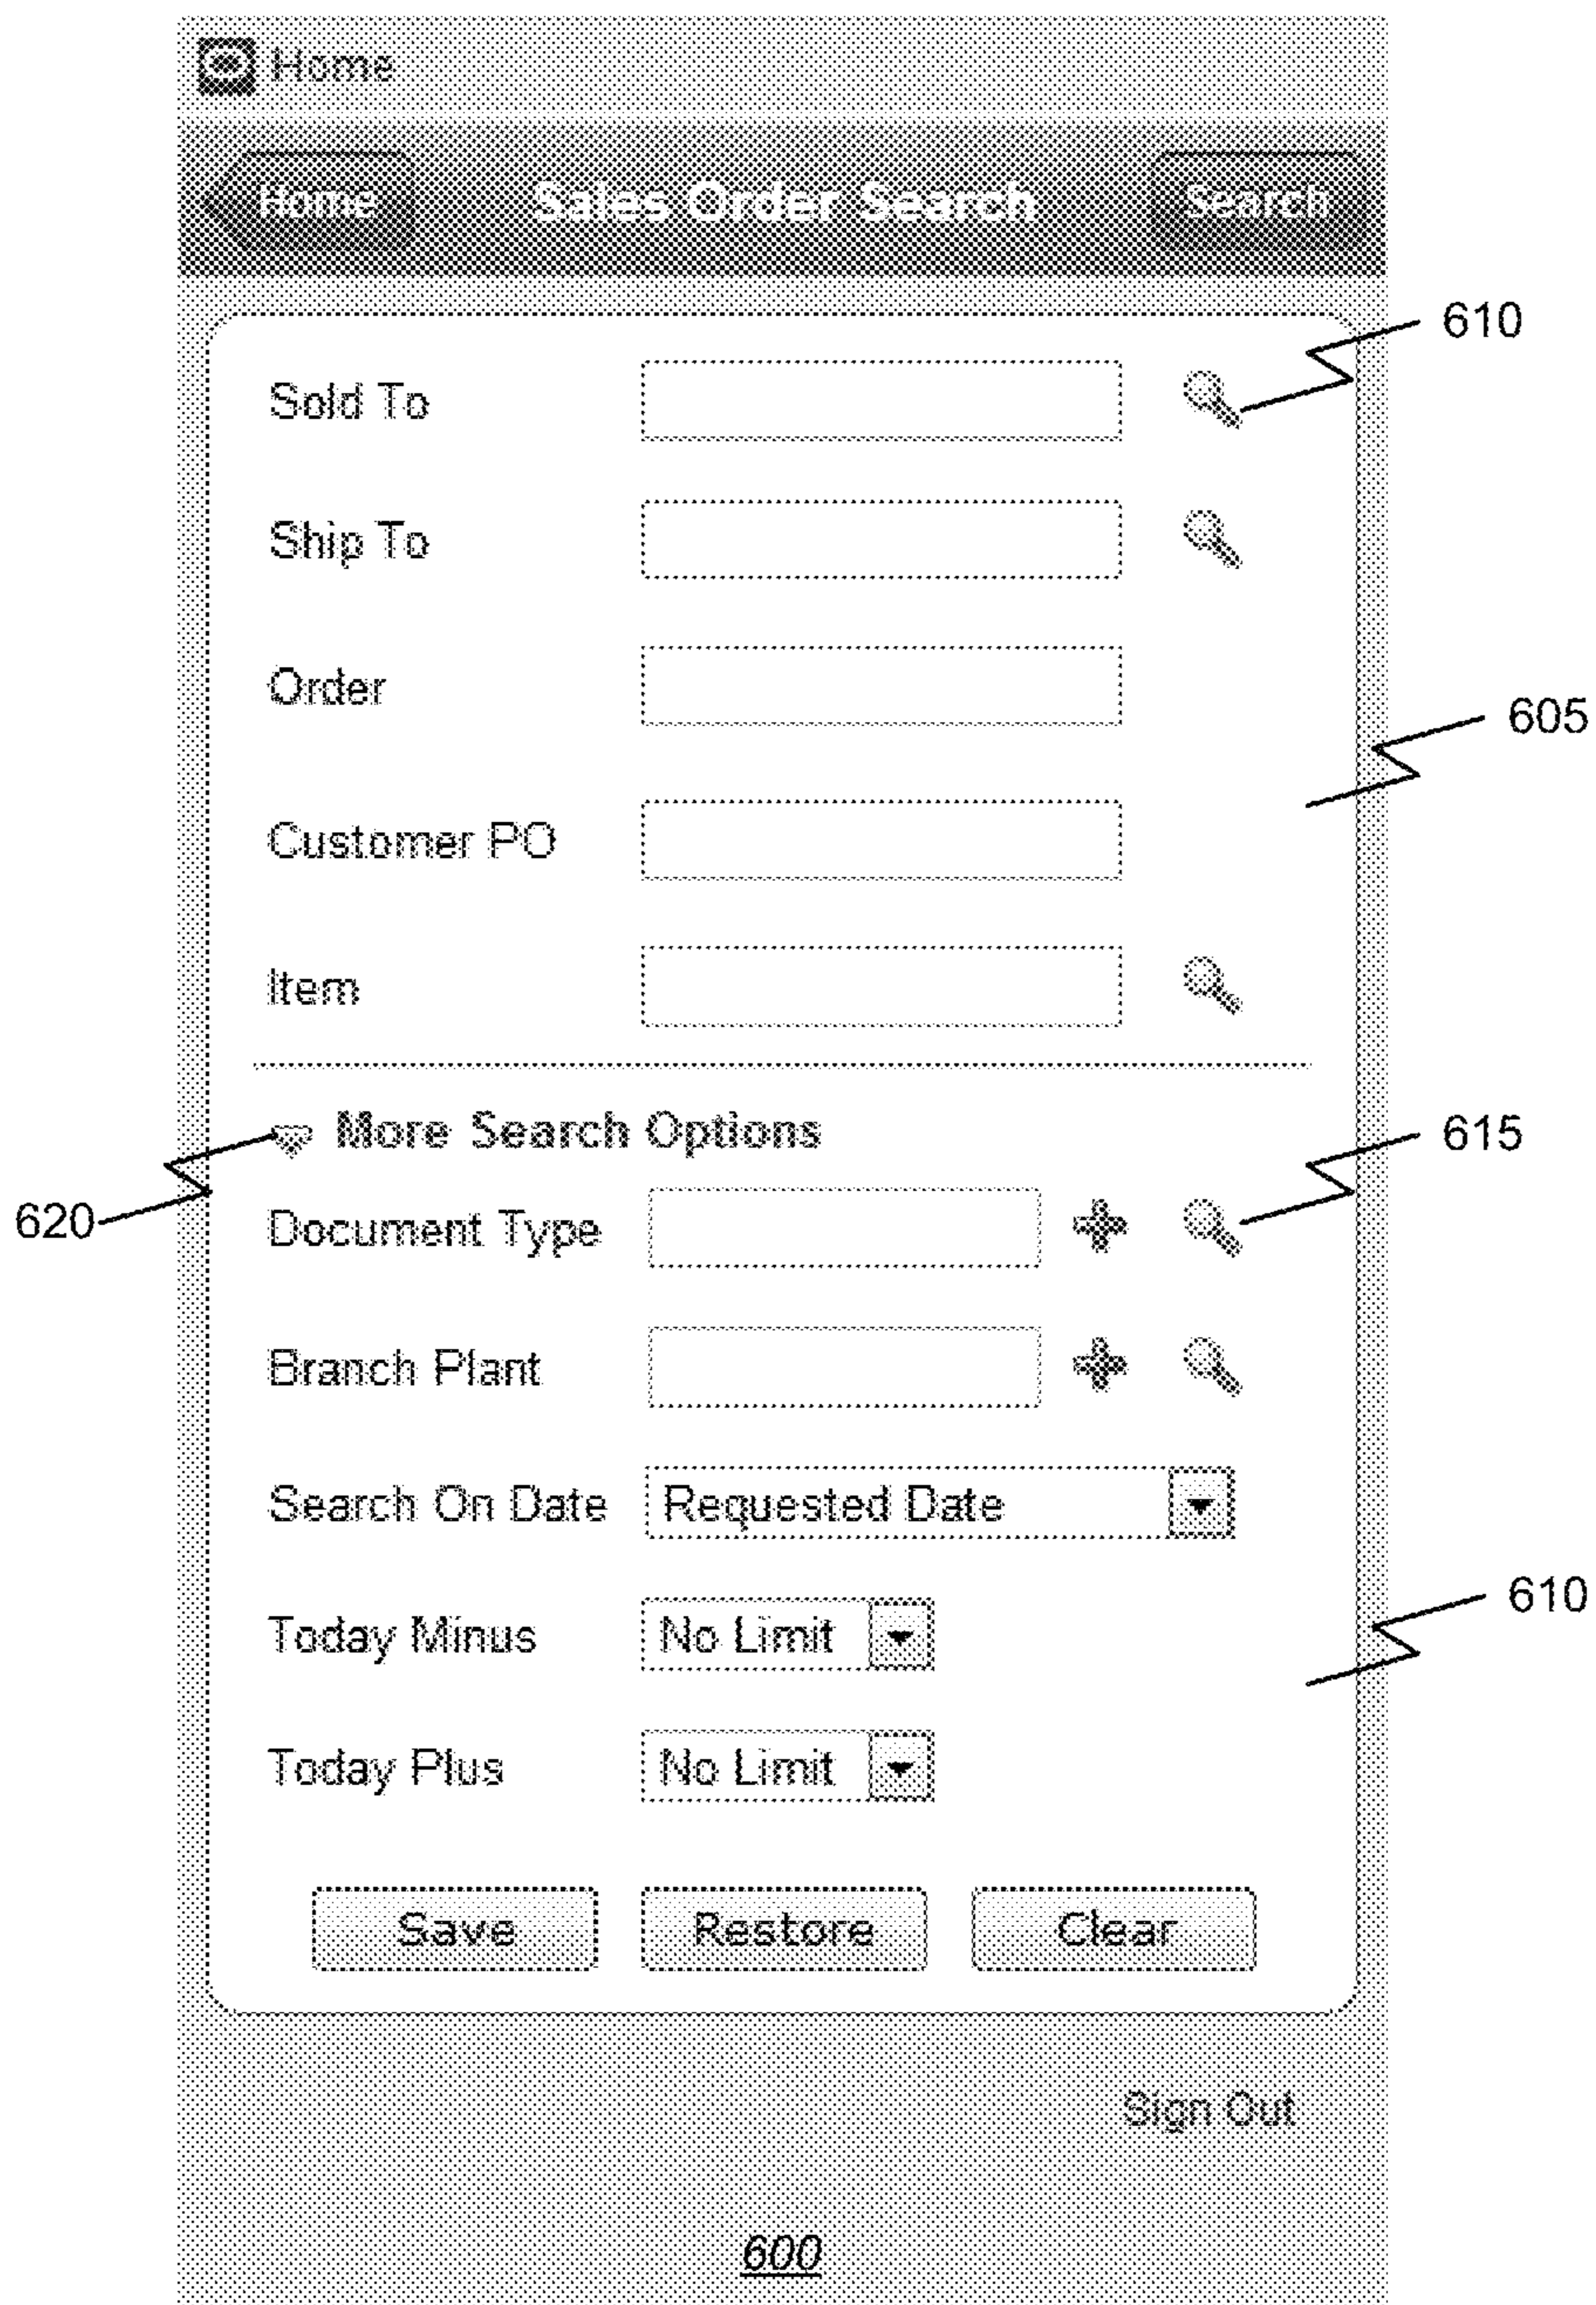 Home
Home Sales Order Search Search
610
Sold To
Ship To
Order
605
Customer PO
Item
More Search Options
615
620
Document Type
Branch Plant
Search On Date Requested Date
610
Today Minus No Limit
Today Plus No Limit
Save Restore Clear
Sign Out
600